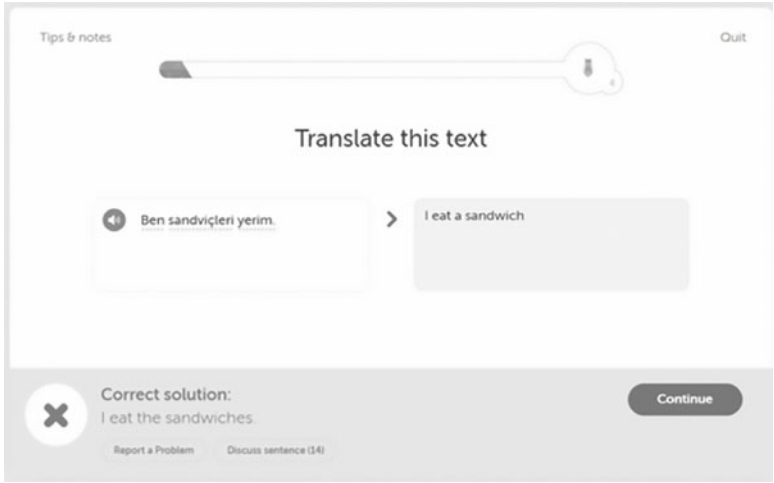 Tips & notes
Quit
Translate this text
Ben sandviçleri yerim.
I eat a sandwich
Correct solution:
I eat the sandwiches.
Continue
Report a Problem
Discuss sentence (14)